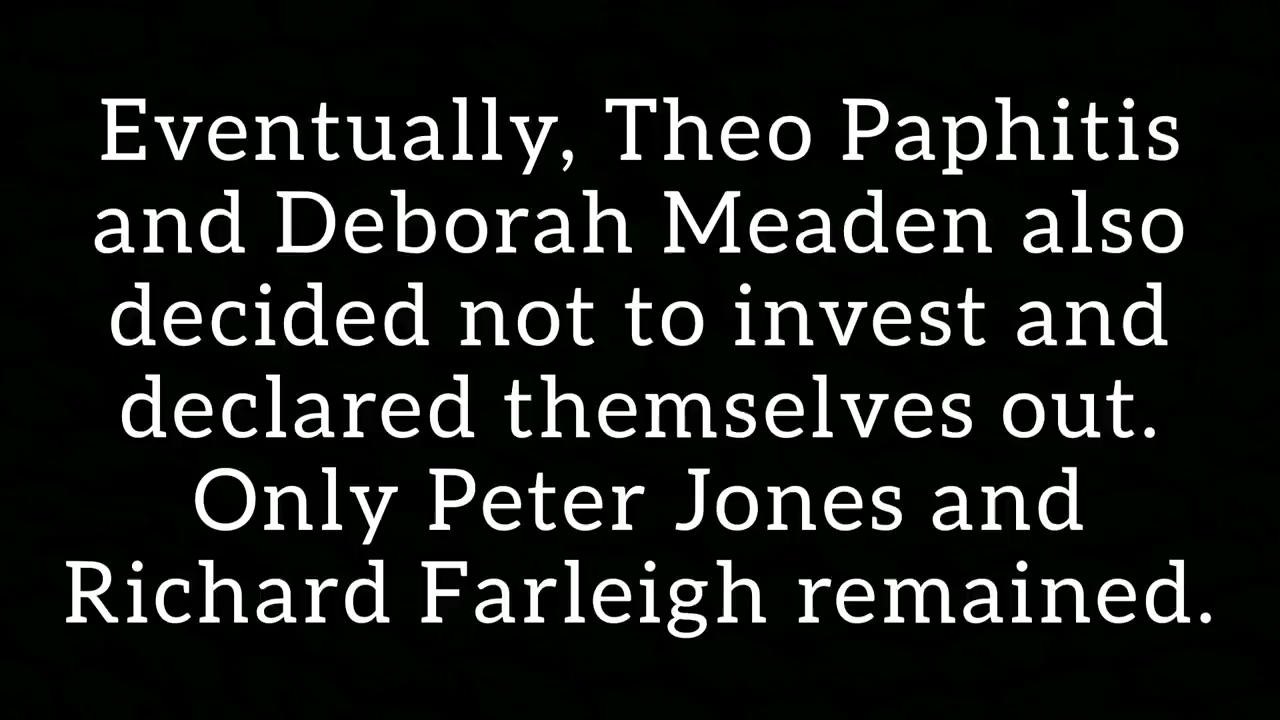 Eventually, Theo Paphitis
and Deborah Meaden also
decided not to invest and
declared themselves out.
Only Peter Jones and
Richard Farleigh remained.